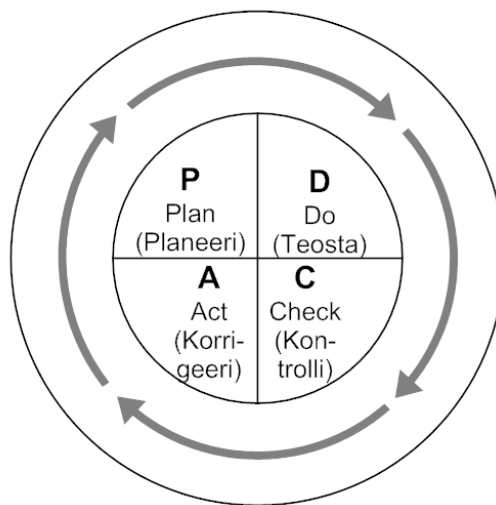 P
Plan
(Planeeri)
D
Do
(Teosta)
A
Act
(Korri-
geeri)
C
Check
(Kon-
trolli)